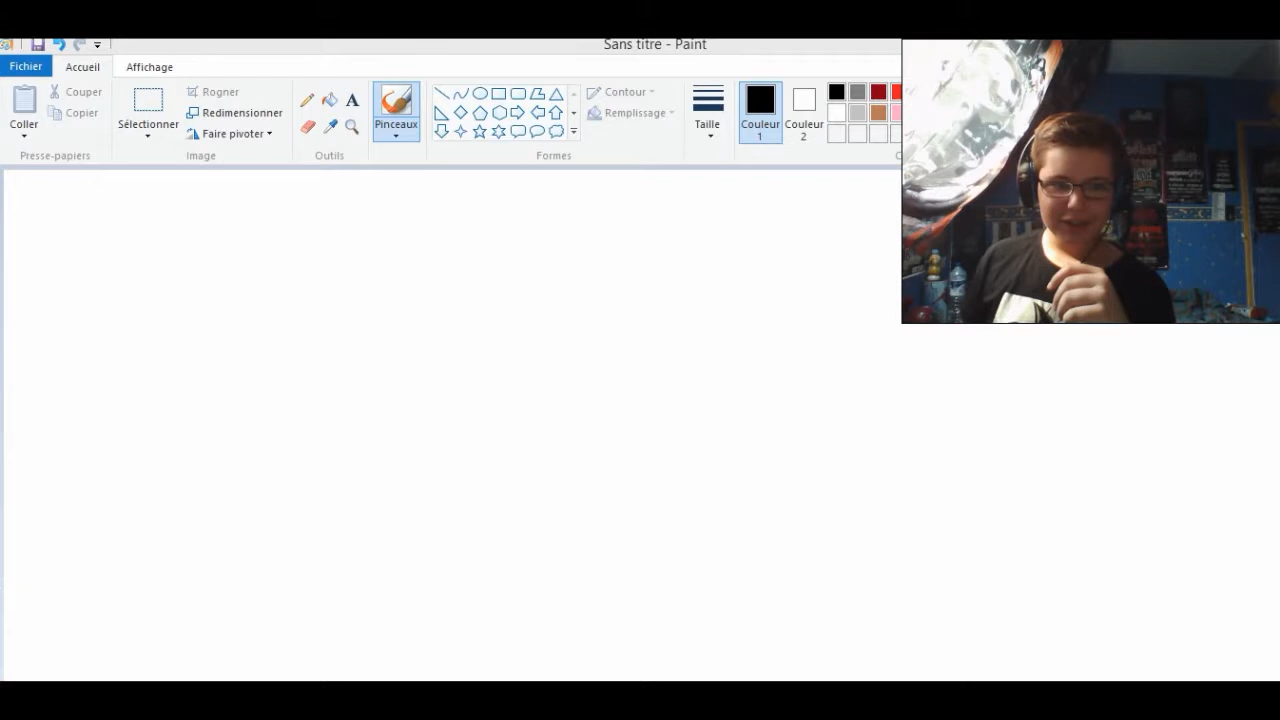 Sans titre - Paint
Fichier Accueil Affichage
Coller
Couper
Copier
Presse-papiers
Sélectionner
Rogner
Redimensionner
Faire pivoter
Image
A
Outils
Pinceaux
Formes
Contour
Remplissage
Taille
Couleur
1
Couleur
2